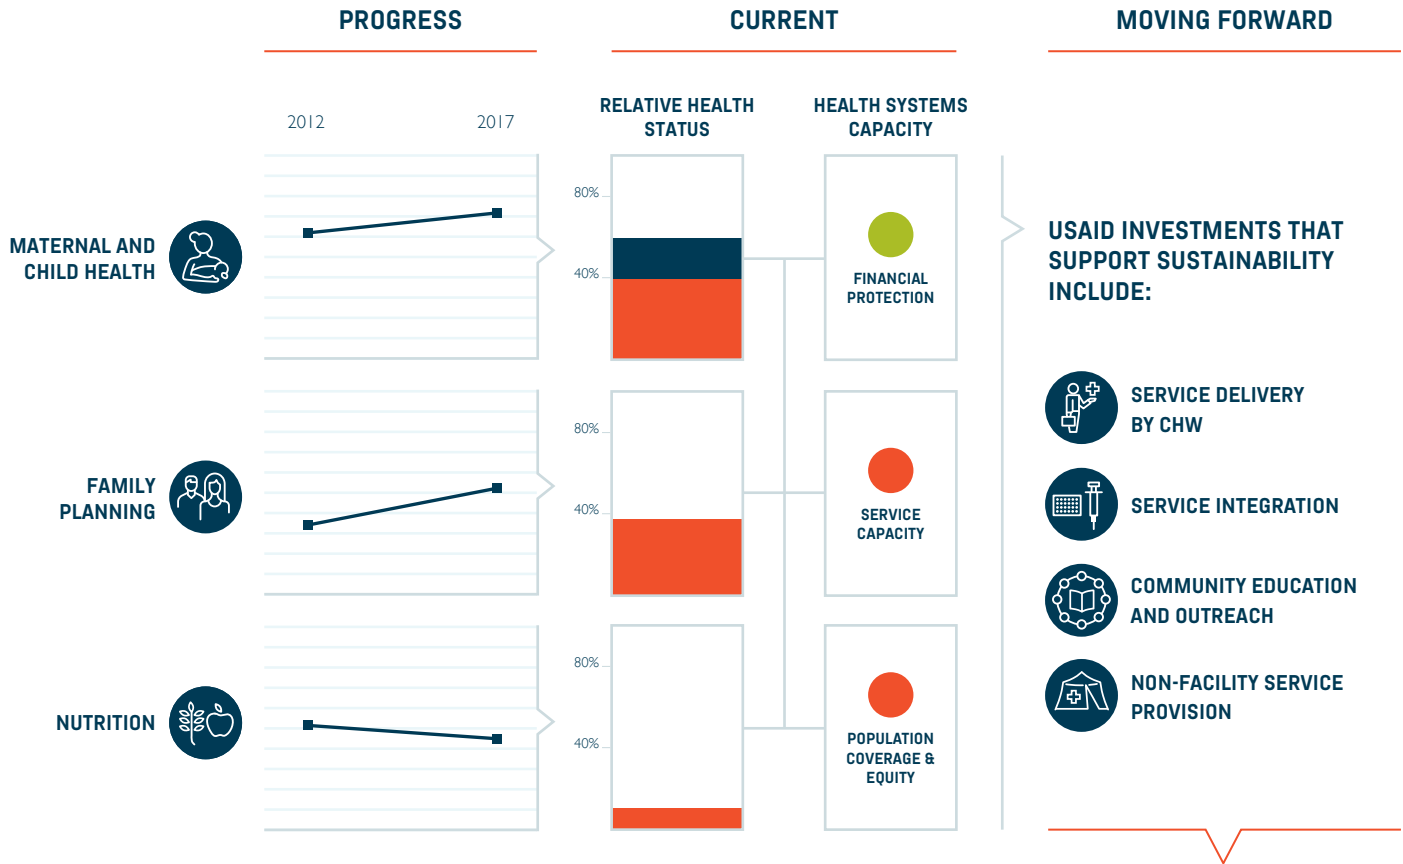 PROGRESS
CURRENT
MOVING FORWARD
2012
2017
RELATIVE HEALTH
STATUS
HEALTH SYSTEMS
CAPACITY
MATERNAL AND
CHILD HEALTH
80%
40%
FINANCIAL
PROTECTION
FAMILY
PLANNING
80%
40%
SERVICE
CAPACITY
NUTRITION
80%
40%
POPULATION
COVERAGE &
EQUITY
USAID INVESTMENTS THAT
SUPPORT SUSTAINABILITY
INCLUDE:
SERVICE DELIVERY
BY CHW
SERVICE INTEGRATION
COMMUNITY EDUCATION
AND OUTREACH
NON-FACILITY SERVICE
PROVISION